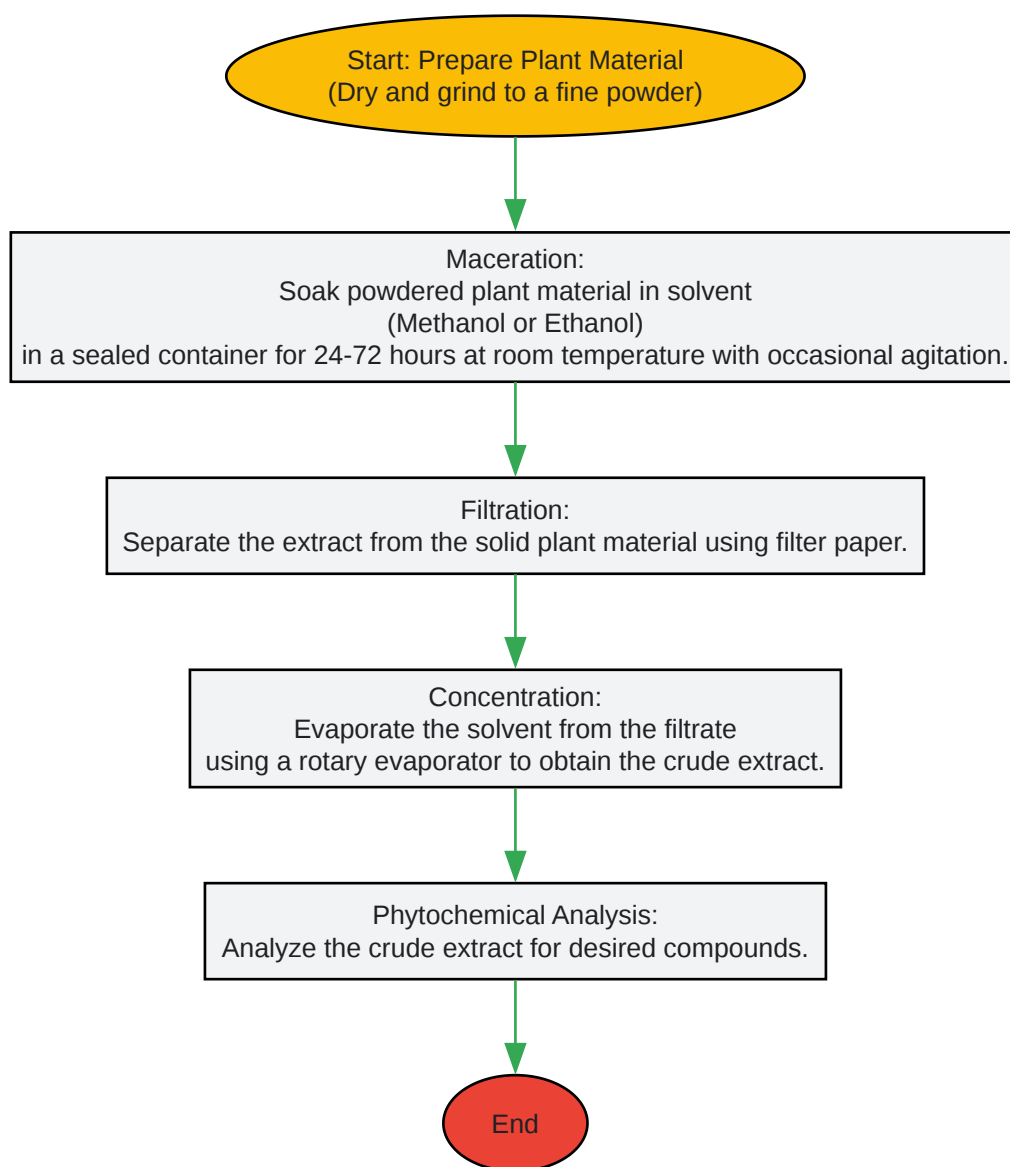 Start: Prepare Plant Material
(Dry and grind to a fine powder)
Maceration:
Soak powdered plant material in solvent
(Methanol or Ethanol)
in a sealed container for 24-72 hours at room temperature with occasional agitation.
Filtration:
Separate the extract from the solid plant material using filter paper.
Concentration:
Evaporate the solvent from the filtrate
using a rotary evaporator to obtain the crude extract.
Phytochemical Analysis:
Analyze the crude extract for desired compounds.
End